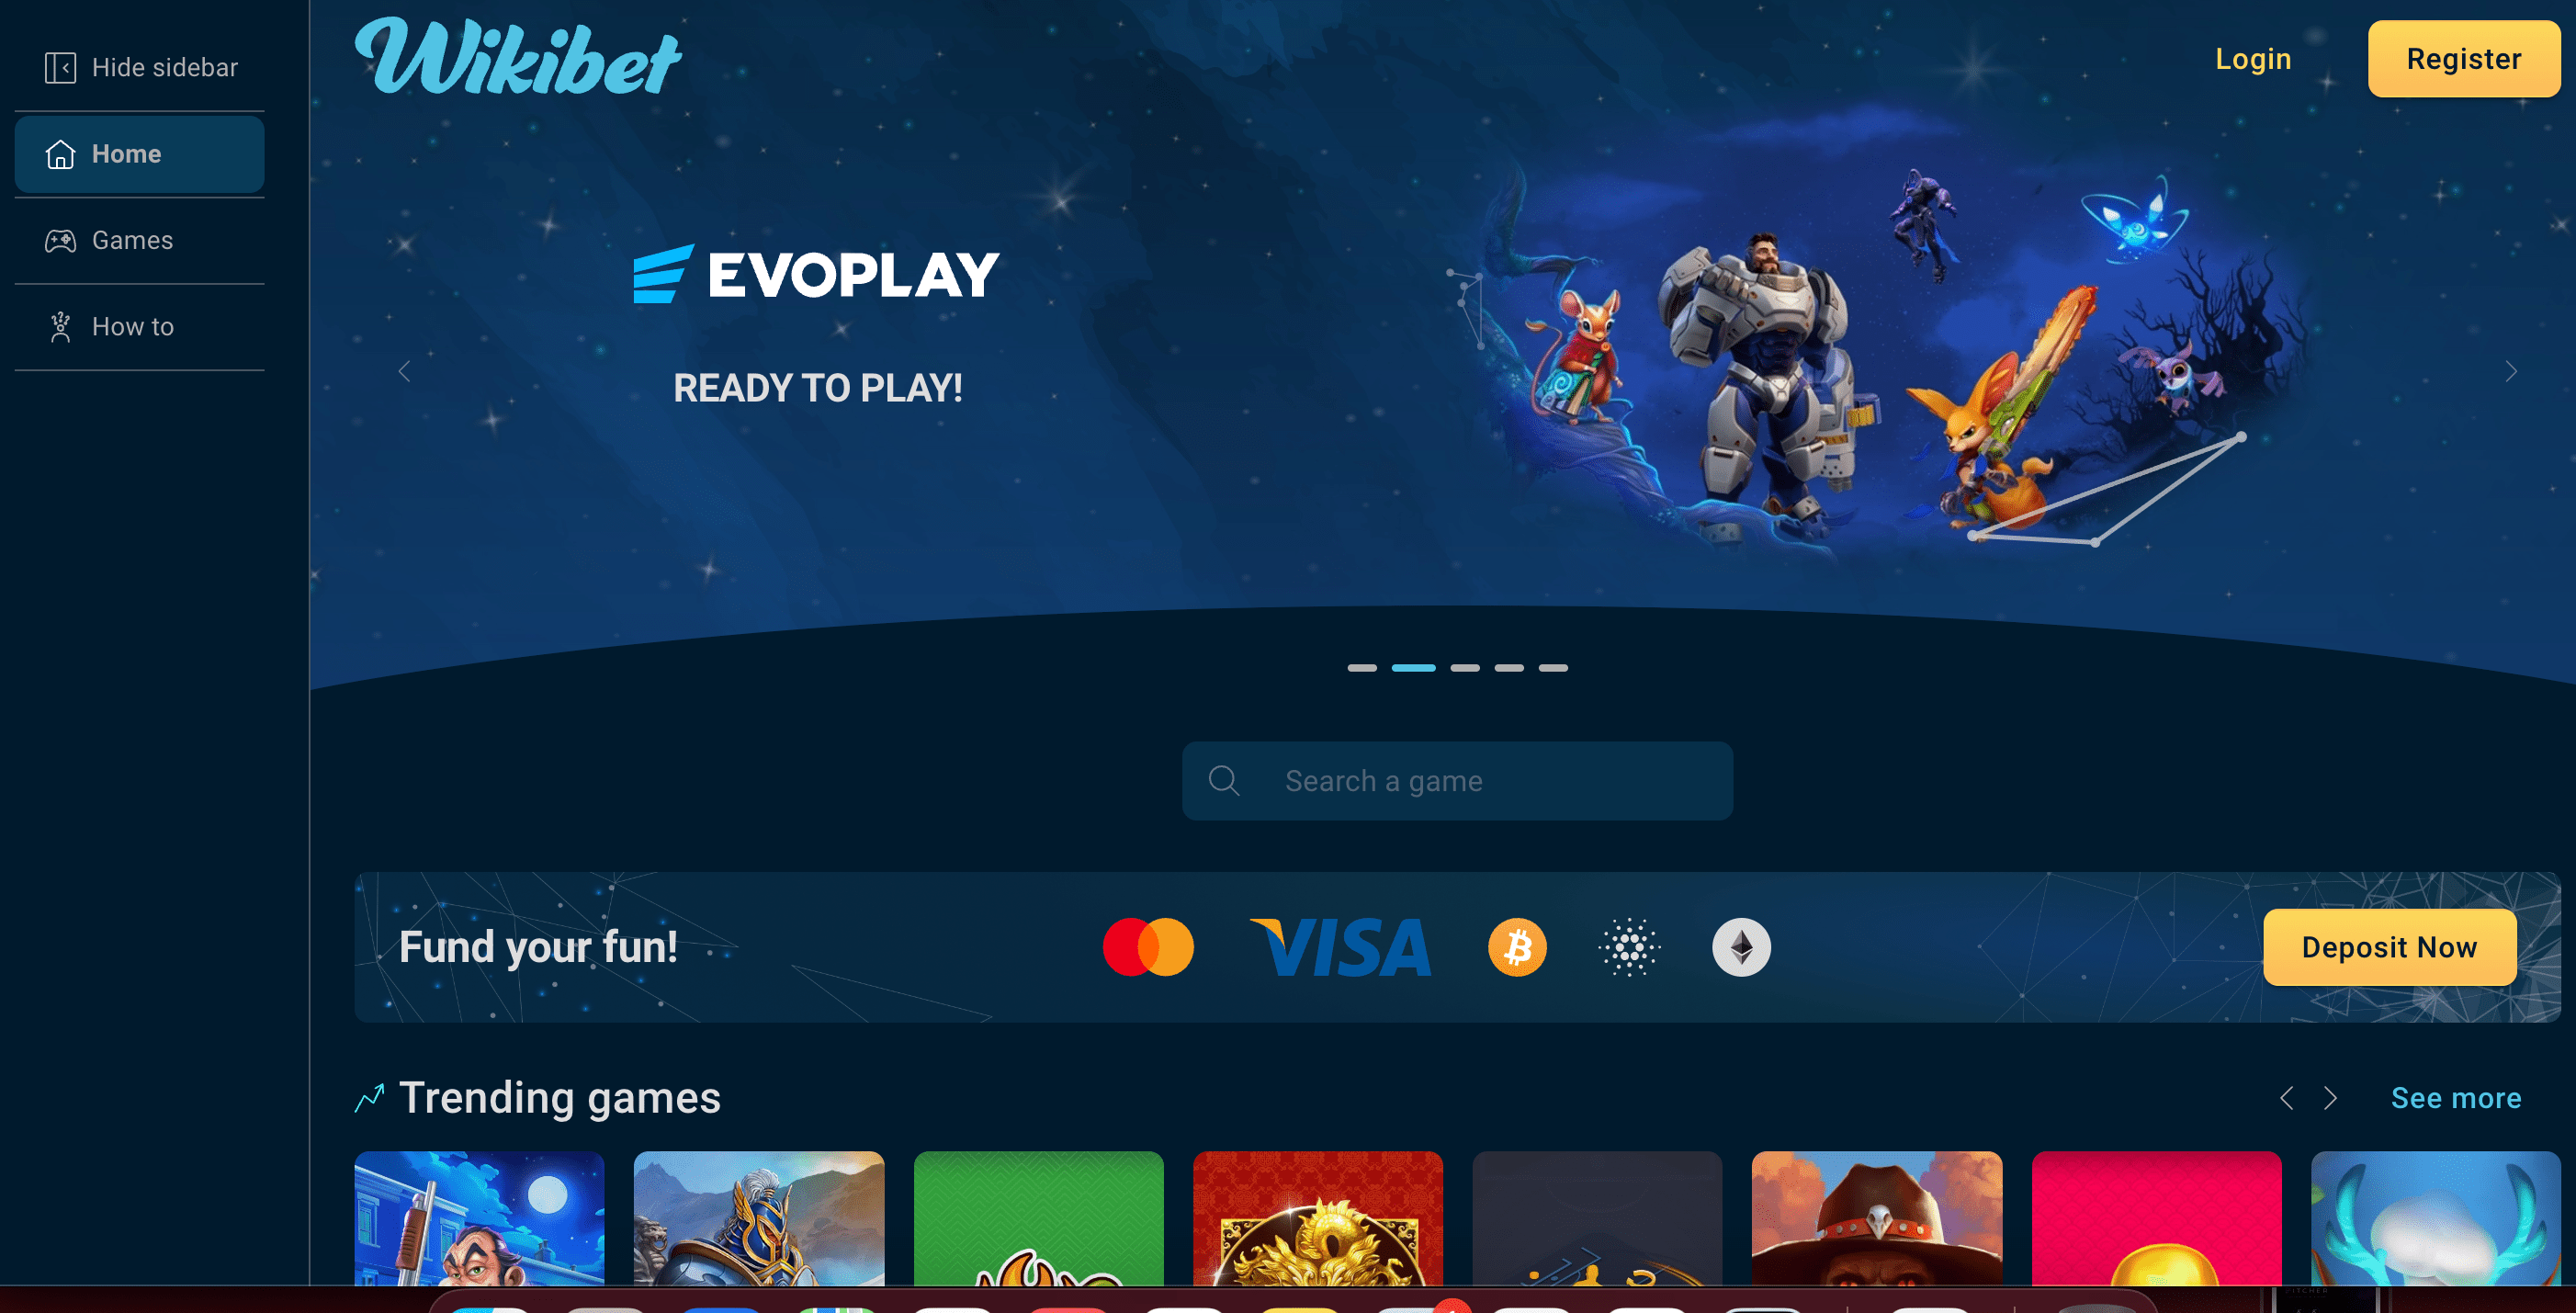 Hide sidebar
Home
Games
How to
Wikibet
Login
Register
EVOPLAY
READY TO PLAY!
Search a game
Fund your fun!
VISA
Deposit Now
Trending games
See more